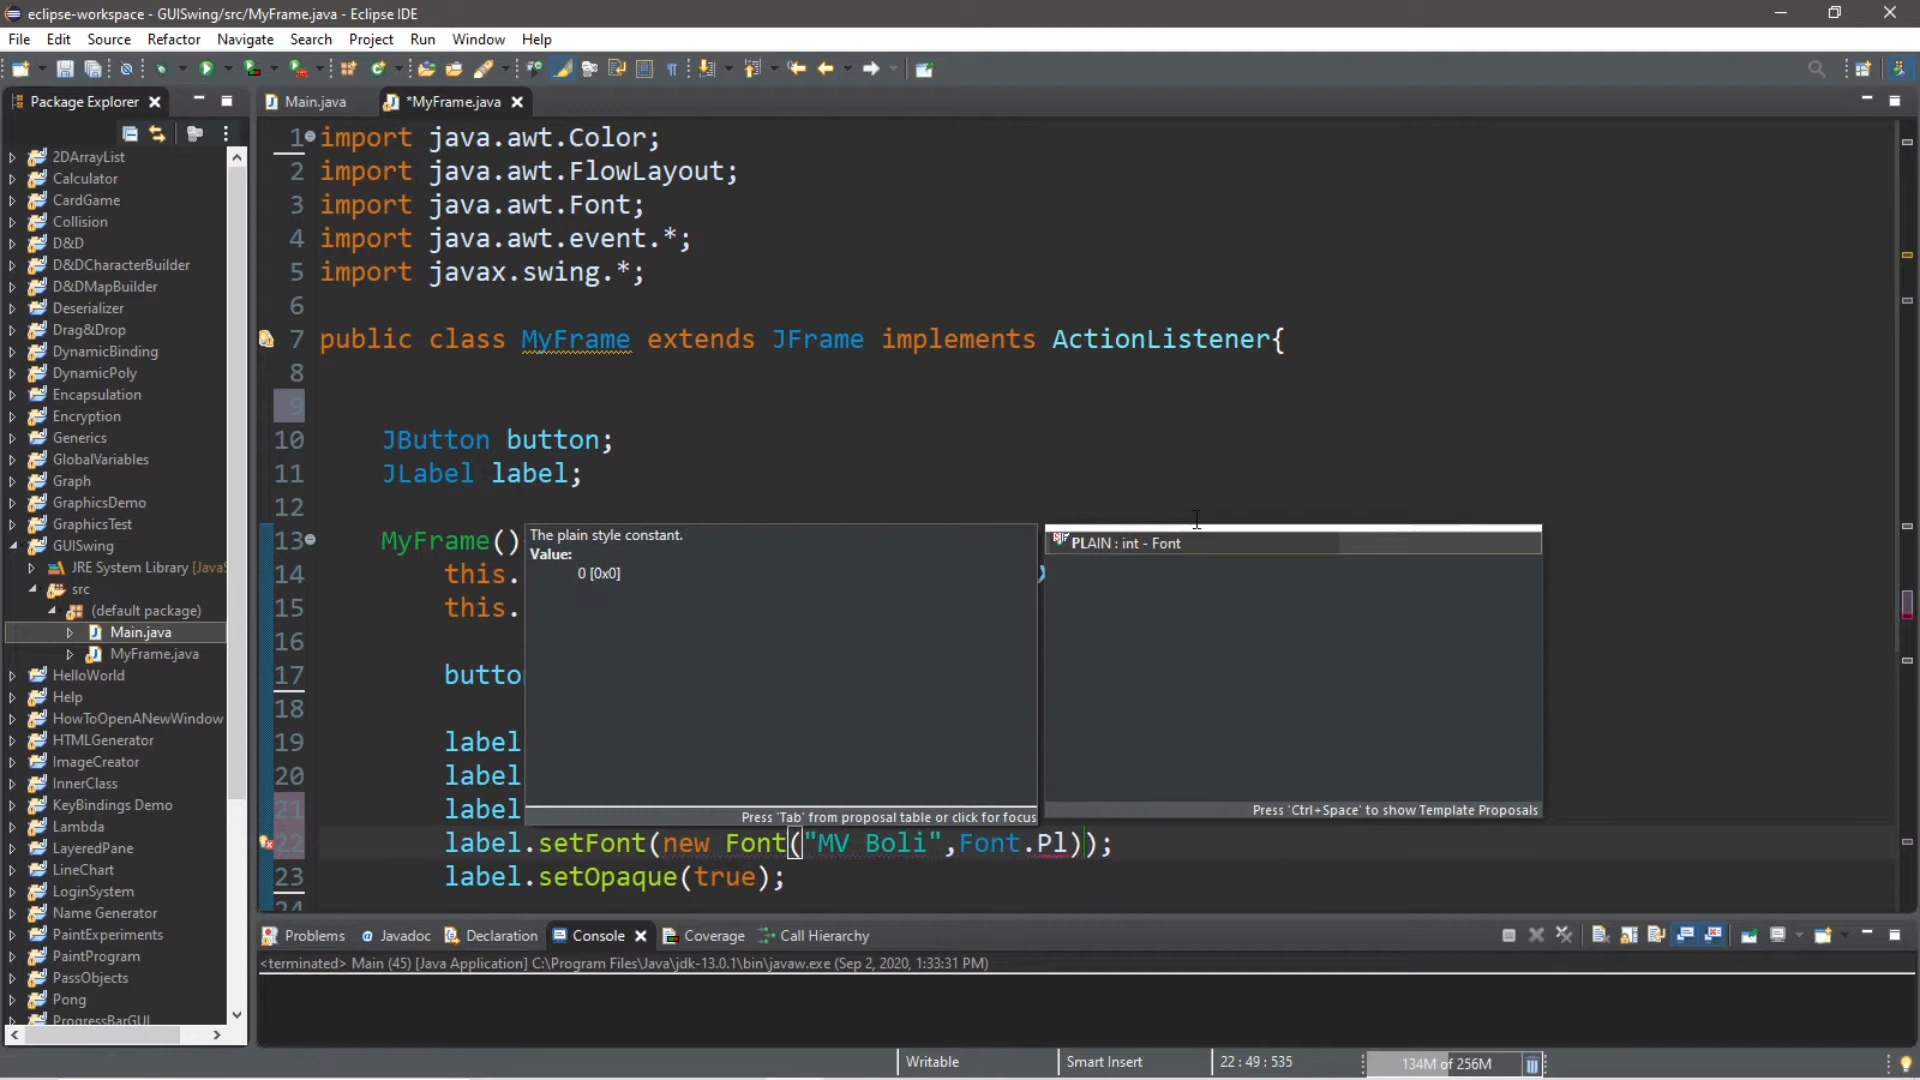 eclipse-workspace - GUISwing/src/MyFrame.java - Eclipse IDE
File Edit Source Refactor Navigate Search Project Run Window Help
Package Explorer
Main.java *MyFrame.java
2DArrayList
Calculator
CardGame
Collision
D&D
D&DCharacterBuilder
D&DMapBuilder
Deserializer
Drag&Drop
DynamicBinding
DynamicPoly
Encapsulation
Encryption
Generics
GlobalVariables
Graph
GraphicsDemo
GraphicsTest
GUISwing
JRE System Library [Java
src
(default package)
Main.java
MyFrame.java
HelloWorld
Help
HowToOpenANewWindow
HTMLGenerator
ImageCreator
InnerClass
KeyBindings Demo
Lambda
LayeredPane
LineChart
LoginSystem
Name Generator
PaintExperiments
PaintProgram
PassObjects
Pong
ProgressBarGUI
1 import java.awt.Color;
2 import java.awt.FlowLayout;
3 import java.awt.Font;
4 import java.awt.event.*;
5 import javax.swing.*;
6
7 public class MyFrame extends JFrame implements ActionListener{
8
9
10 JButton button;
11 JLabel label;
12
13 MyFrame()
14 this.
15 this.
16
17 butto
18
19 label
20 label
21 label
22 label.setFont(new Font("MV Boli",Font.Pl));
23 label.setOpaque(true);
24
The plain style constant.
Value:
0 [0x0]
Press 'Tab' from proposal table or click for focus
PLAIN : int - Font
Press 'Ctrl+Space' to show Template Proposals
Problems Javadoc Declaration Console Coverage Call Hierarchy
<terminated> Main (45) [Java Application] C:\Program Files\Java\jdk-13.0.1\bin\javaw.exe (Sep 2, 2020, 1:33:31 PM)
Writable Smart Insert 22 : 49 : 535 134M of 256M